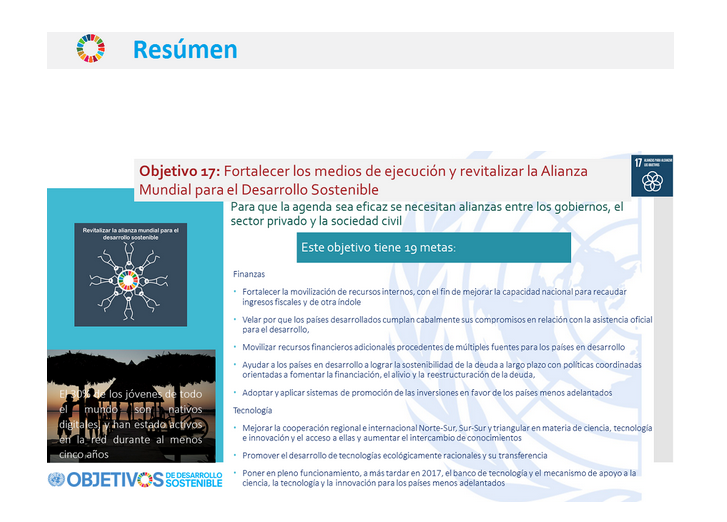 Resúmen
Objetivo 17: Fortalecer los medios de ejecución y revitalizar la Alianza
Mundial para el Desarrollo Sostenible
17 ALIANZAS PARA LOGRAR
LOS OBJETIVOS
Para que la agenda sea eficaz se necesitan alianzas entre los gobiernos, el
sector privado y la sociedad civil
Revitalizar la alianza mundial para el
desarrollo sostenible
Este objetivo tiene 19 metas:
Finanzas
• Fortalecer la movilización de recursos internos, con el fin de mejorar la capacidad nacional para recaudar
ingresos fiscales y de otra índole
• Velar por que los países desarrollados cumplan cabalmente sus compromisos en relación con la asistencia oficial
para el desarrollo,
• Movilizar recursos financieros adicionales procedentes de múltiples fuentes para los países en desarrollo
• Ayudar a los países en desarrollo a lograr la sostenibilidad de la deuda a largo plazo con políticas coordinadas
orientadas a fomentar la financiación, el alivio y la reestructuración de la deuda,
• Adoptar y aplicar sistemas de promoción de las inversiones en favor de los países menos adelantados
Tecnología
• Mejorar la cooperación regional e internacional Norte-Sur, Sur-Sur y triangular en materia de ciencia, tecnología
e innovación y el acceso a ellas y aumentar el intercambio de conocimientos
• Promover el desarrollo de tecnologías ecológicamente racionales y su transferencia
• Poner en pleno funcionamiento, a más tardar en 2017, el banco de tecnología y el mecanismo de apoyo a la
ciencia, la tecnología y la innovación para los países menos adelantados
El 30% de los jóvenes de todo
el mundo son nativos
digitales, y han estado activos
en la red durante al menos
cinco años
OBJETIVOS DE DESARROLLO
SOSTENIBLE